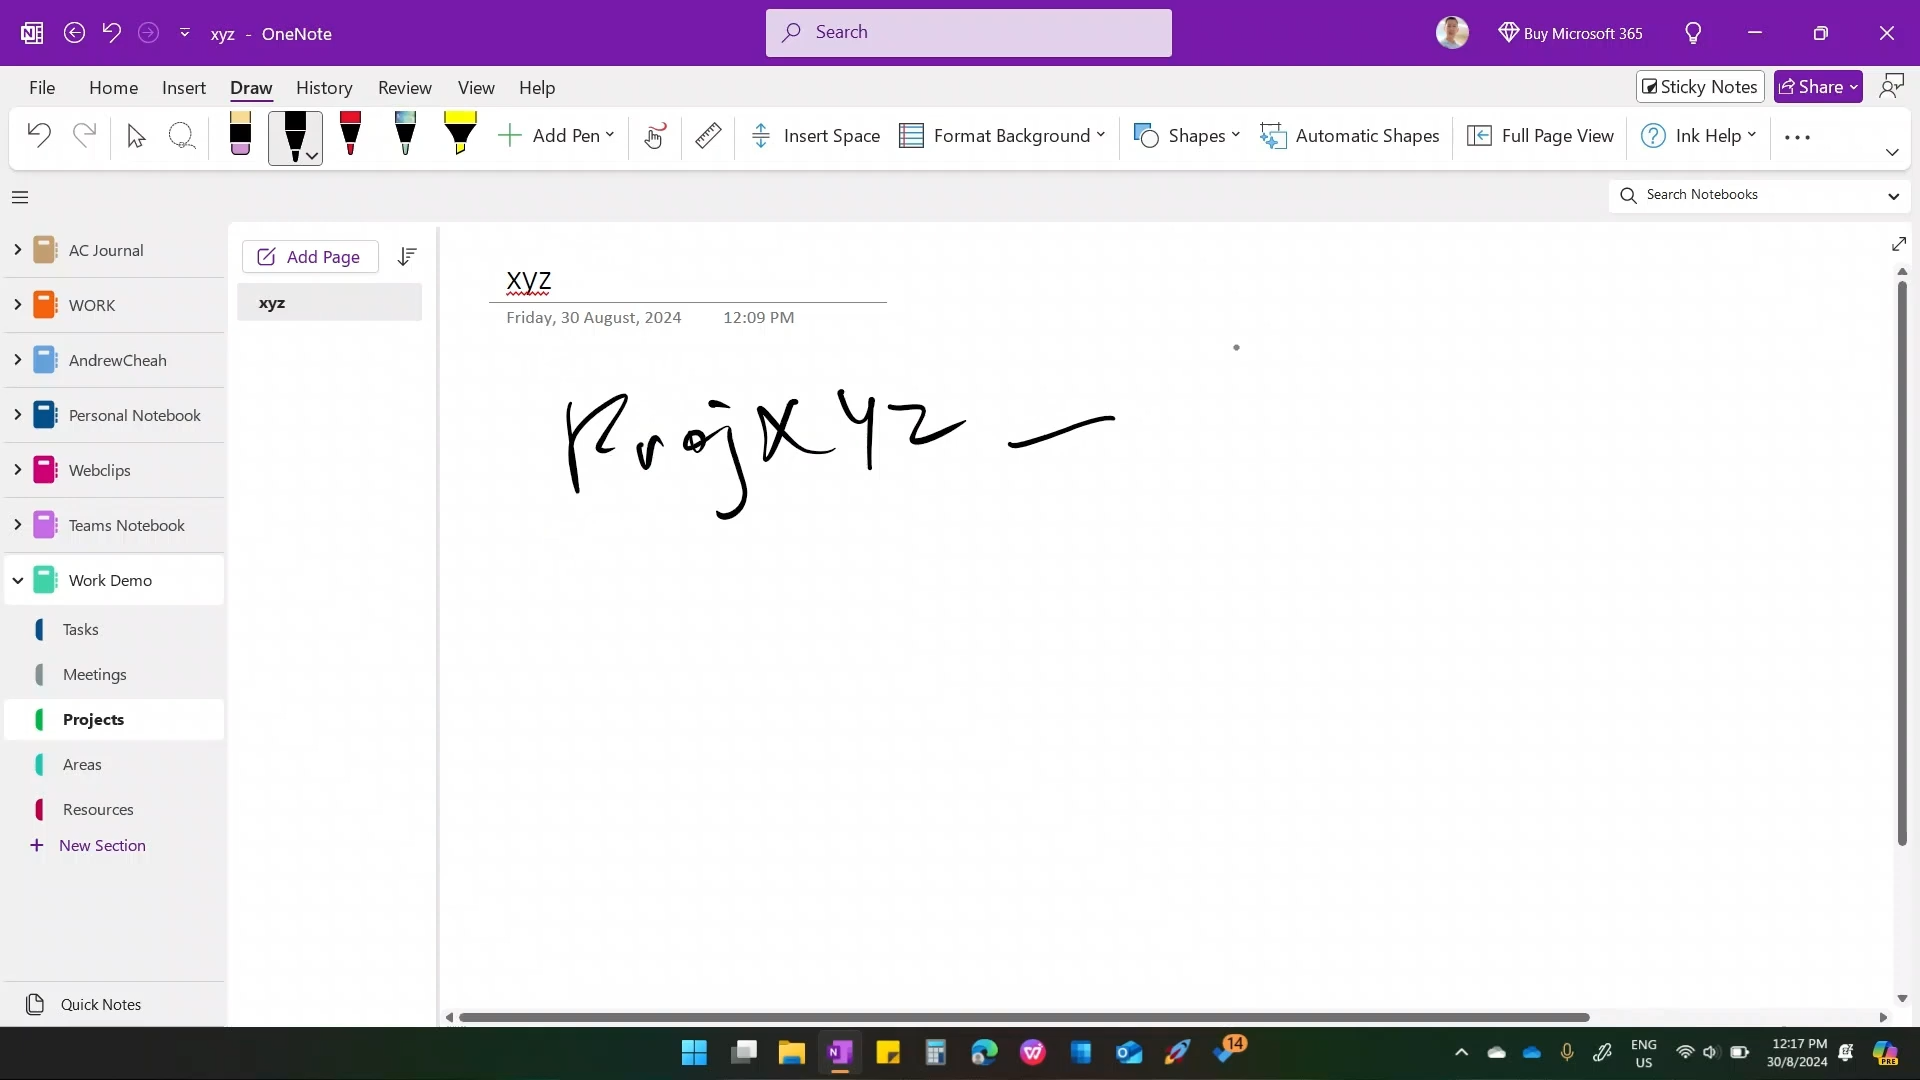 xyz - OneNote
Search
Buy Microsoft 365
File Home Insert Draw History Review View Help
Sticky Notes Share
Add Pen Insert Space Format Background Shapes Automatic Shapes Full Page View Ink Help
Search Notebooks
AC Journal
WORK
AndrewCheah
Personal Notebook
Webclips
Teams Notebook
Work Demo
Tasks
Meetings
Projects
Areas
Resources
New Section
Quick Notes
Add Page
xyz
xyz
Friday, 30 August, 2024 12:09 PM
Proj XYZ —
14
ENG
US
12:17 PM
30/8/2024
PRE